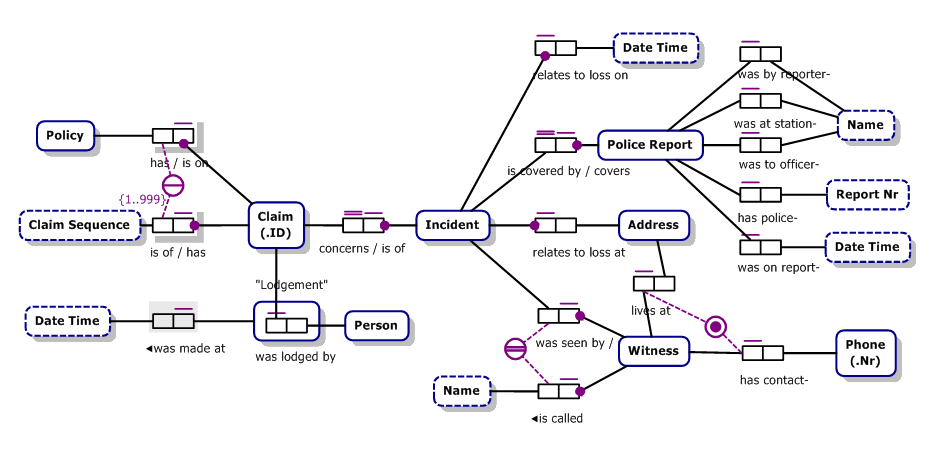 relates to loss on
Date Time
was by reporter-
was at station-
Name
Policy
has / is on
is covered by / covers
Police Report
was to officer-
{1..999}
has police-
Report Nr
Claim Sequence
is of / has
Claim
(.ID)
concerns / is of
Incident
relates to loss at
Address
was on report-
Date Time
"Lodgement"
lives at
Date Time
◄was made at
was lodged by
Person
was seen by /
Witness
has contact-
Phone
(.Nr)
Name
◄is called